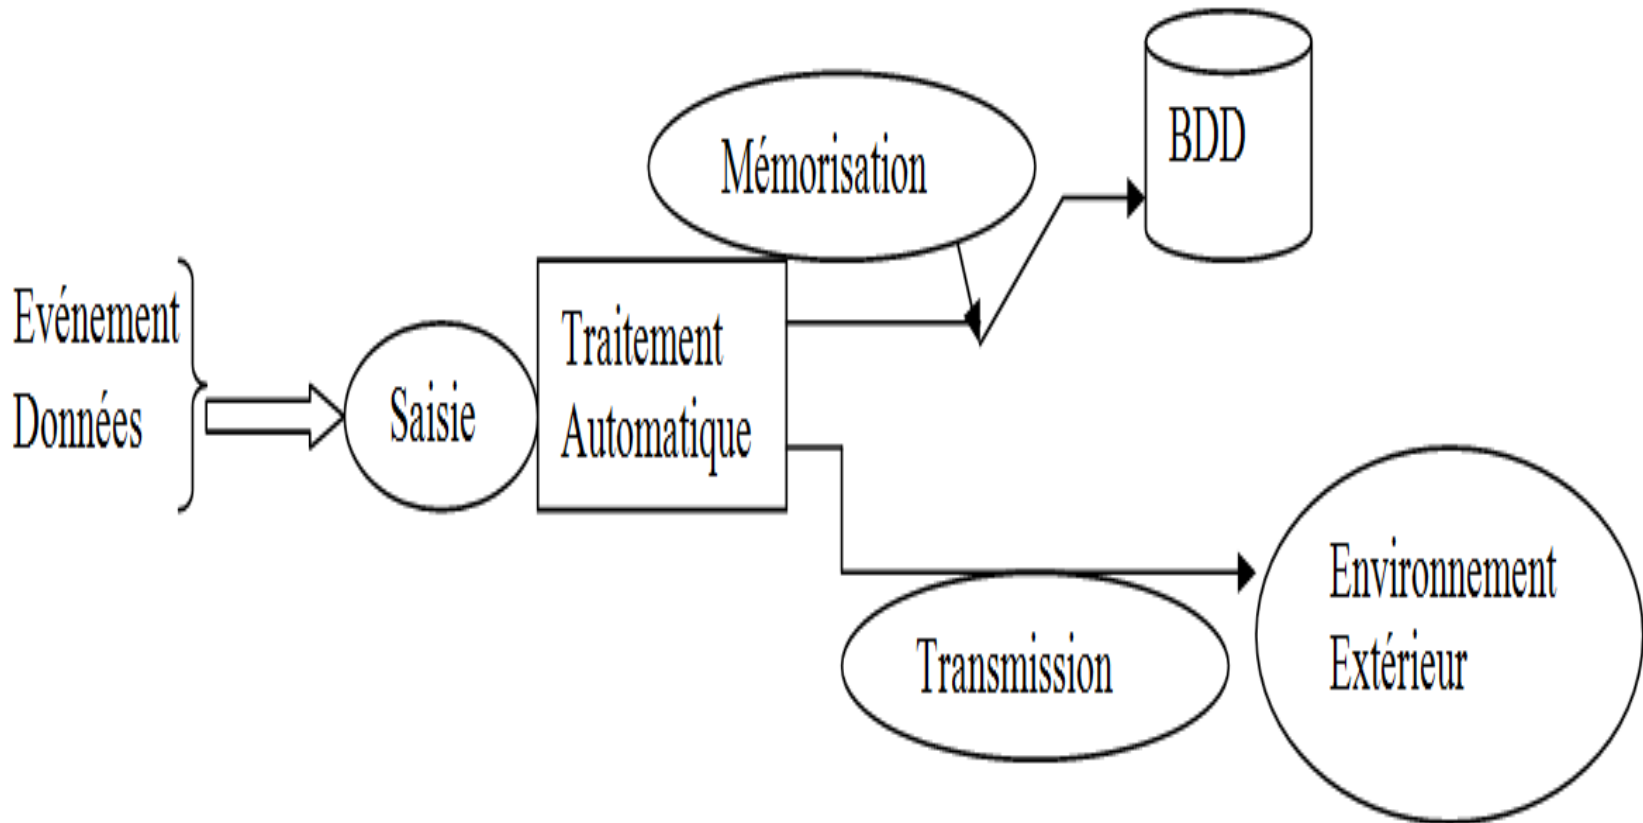 Evénement
Données
Saisie
Traitement
Automatique
Mémorisation
BDD
Transmission
Environnement
Extérieur